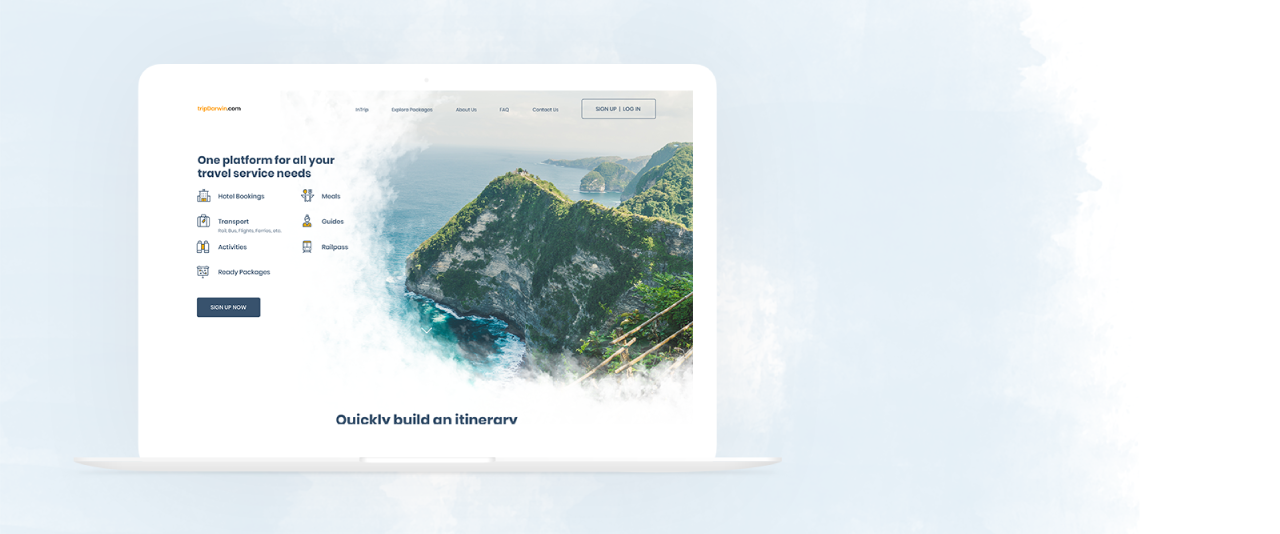 tripDarwin.com
InTrip
Explore Packages
About Us
FAQ
Contact Us
SIGN UP | LOG IN
One platform for all your
travel service needs
Hotel Bookings
Meals
Transport
Rail, Bus, Flights, Ferries, etc.
Guides
Activities
Railpass
Ready Packages
SIGN UP NOW
Quickly build an itinerary